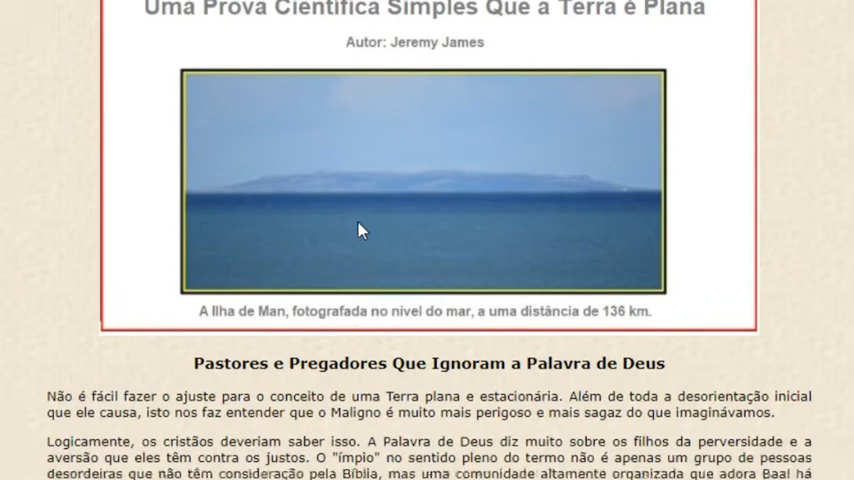 Uma Prova Científica Simples Que a Terra é Plana
Autor: Jeremy James
A Ilha de Man, fotografada no nível do mar, a uma distância de 136 km.
Pastores e Pregadores Que Ignoram a Palavra de Deus
Não é fácil fazer o ajuste para o conceito de uma Terra plana e estacionária. Além de toda a desorientação inicial
que ele causa, isto nos faz entender que o Maligno é muito mais perigoso e mais sagaz do que imaginávamos.
Logicamente, os cristãos deveriam saber isso. A Palavra de Deus diz muito sobre os filhos da perversidade e a
aversão que eles têm contra os justos. O "ímpio" no sentido pleno do termo não é apenas um grupo de pessoas
desordeiras que não têm consideração pela Bíblia, mas uma comunidade altamente organizada que adora Baal há